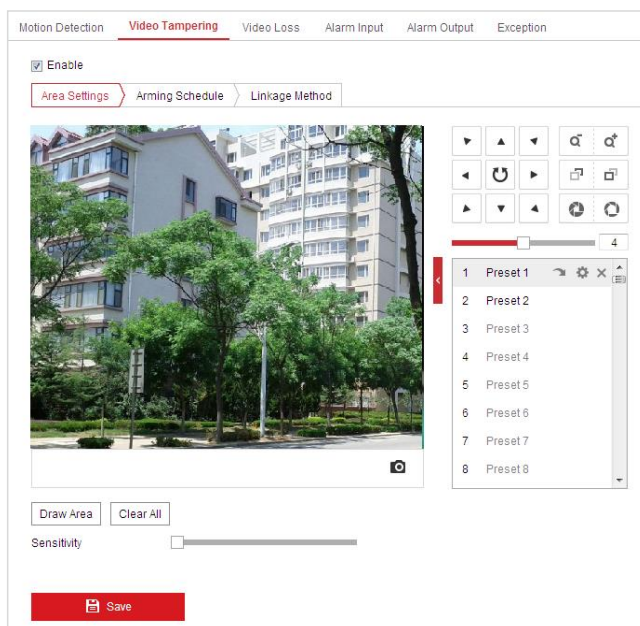 Motion Detection Video Tampering Video Loss Alarm Input Alarm Output Exception
Enable
Area Settings Arming Schedule Linkage Method
4
1 Preset 1
2 Preset 2
3 Preset 3
4 Preset 4
5 Preset 5
6 Preset 6
7 Preset 7
8 Preset 8
Draw Area Clear All
Sensitivity
Save